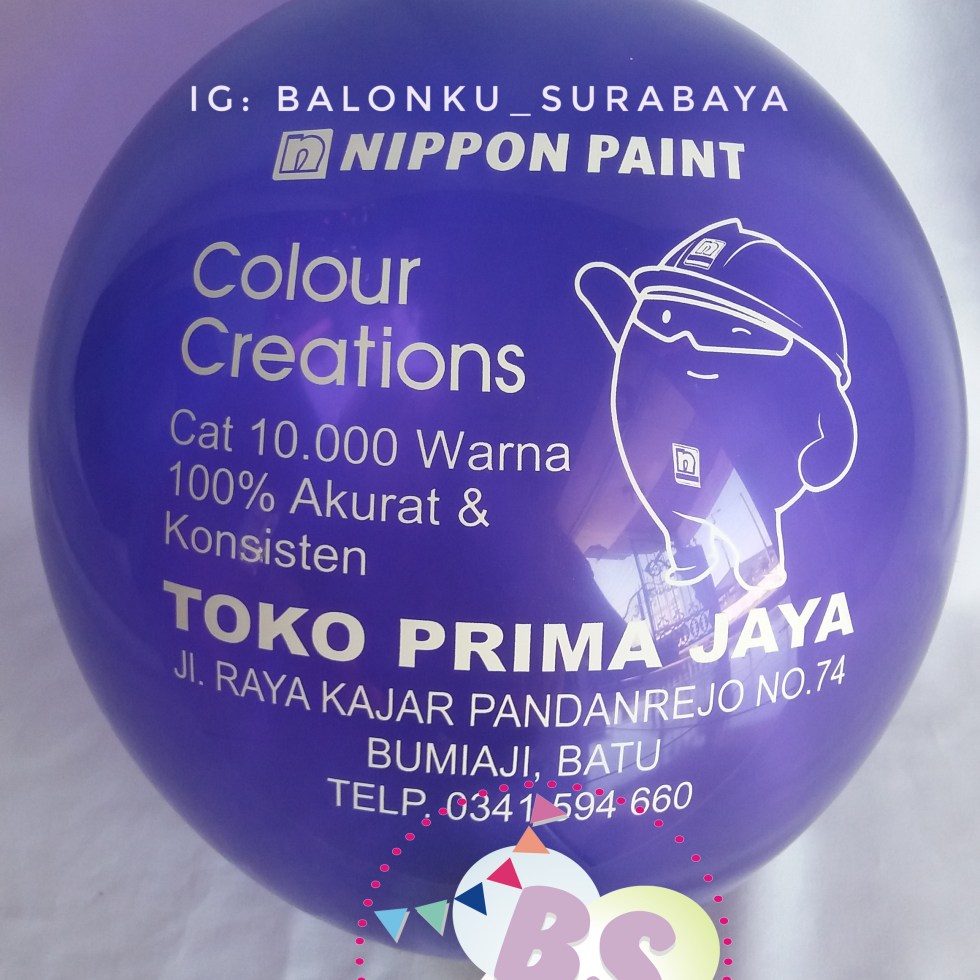 IG: BALONKU_SURABAYA
n NIPPON PAINT
Colour
Creations
Cat 10.000 Warna
100% Akurat &
Konsisten
TOKO PRIMA JAYA
Jl. RAYA KAJAR PANDANREJO NO.74
BUMIAJI, BATU
TELP. 0341 594 660
B.S